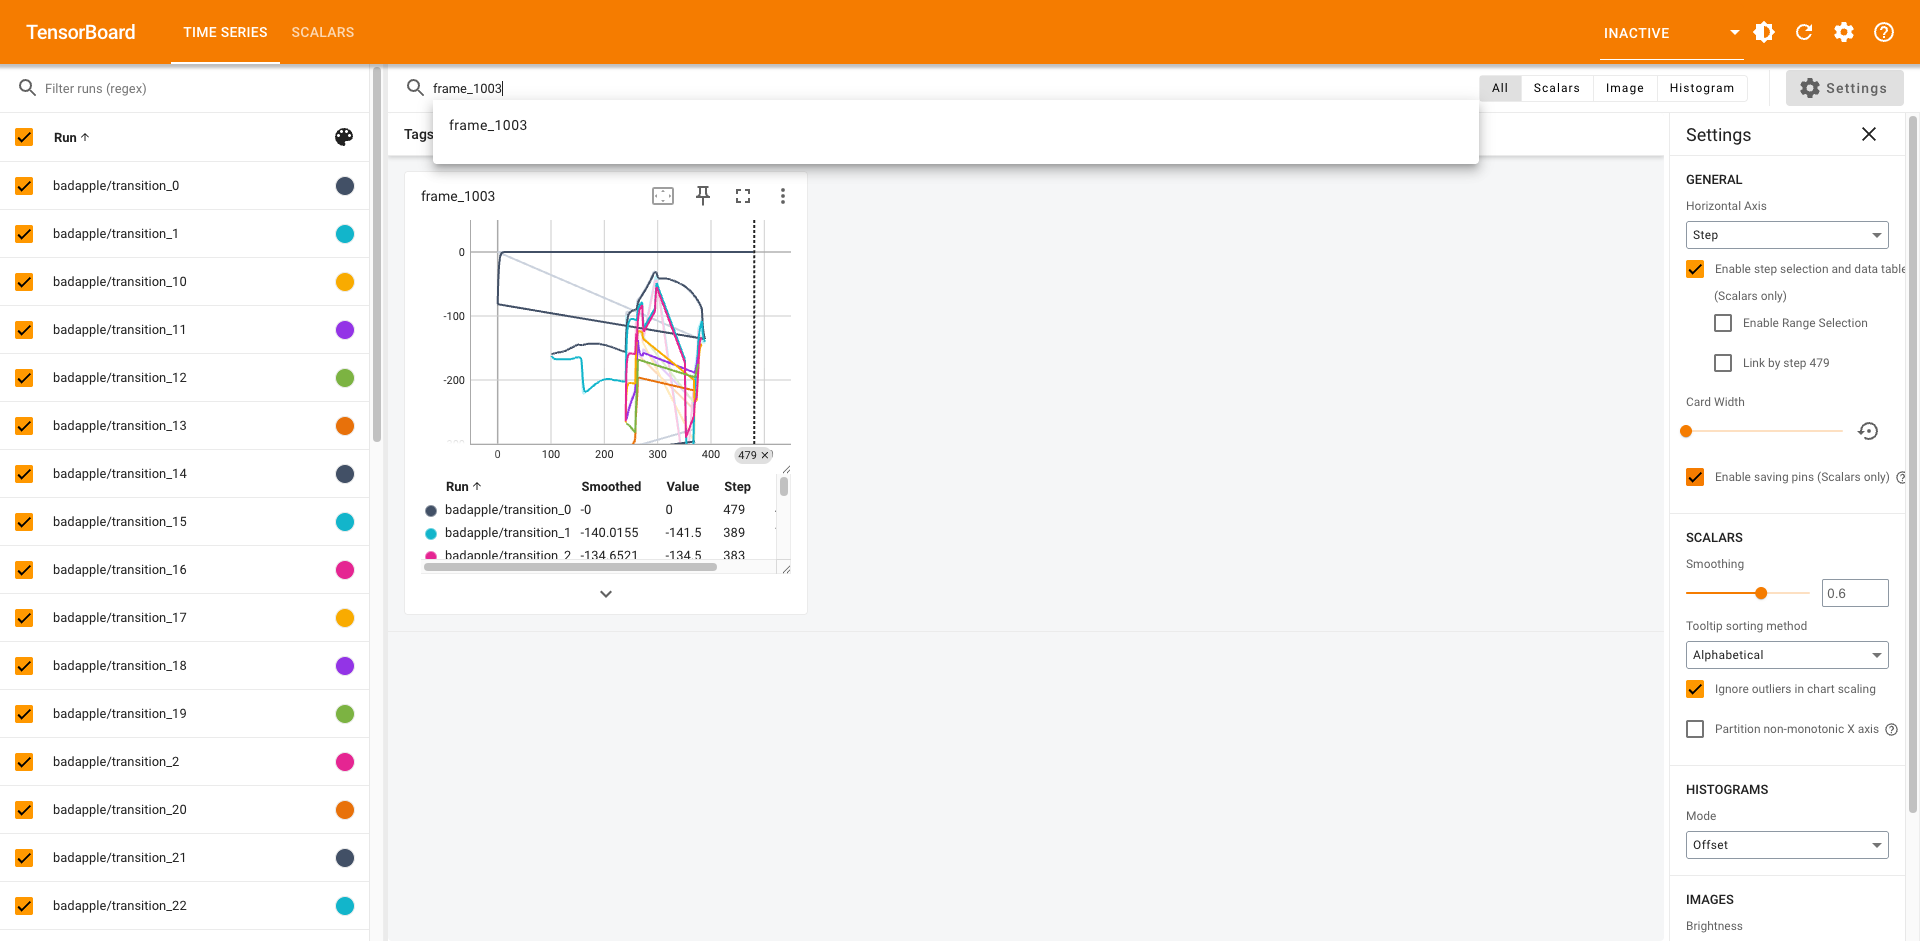 TensorBoard TIME SERIES SCALARS INACTIVE
Filter runs (regex)
Run
badapple/transition_0
badapple/transition_1
badapple/transition_10
badapple/transition_11
badapple/transition_12
badapple/transition_13
badapple/transition_14
badapple/transition_15
badapple/transition_16
badapple/transition_17
badapple/transition_18
badapple/transition_19
badapple/transition_2
badapple/transition_20
badapple/transition_21
badapple/transition_22
frame_1003
All Scalars Image Histogram
Settings
frame_1003
Tags
frame_1003
0
-100
-200
0 100 200 300 400 479
Run Smoothed Value Step
badapple/transition_0 -0 0 479
badapple/transition_1 -140.0155 -141.5 389
badapple/transition_2 -134.6521 -134.5 383
Settings
GENERAL
Horizontal Axis
Step
Enable step selection and data table
(Scalars only)
Enable Range Selection
Link by step 479
Card Width
Enable saving pins (Scalars only)
SCALARS
Smoothing
0.6
Tooltip sorting method
Alphabetical
Ignore outliers in chart scaling
Partition non-monotonic X axis
HISTOGRAMS
Mode
Offset
IMAGES
Brightness